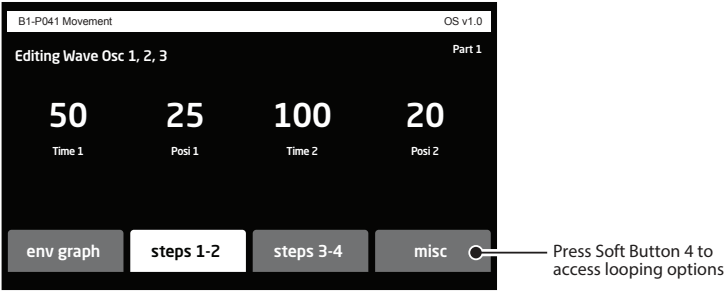 B1-P041 Movement OS v1.0
Editing Wave Osc 1, 2, 3 Part 1
50 25 100 20
Time 1 Posi 1 Time 2 Posi 2
env graph steps 1-2 steps 3-4 misc
Press Soft Button 4 to
access looping options